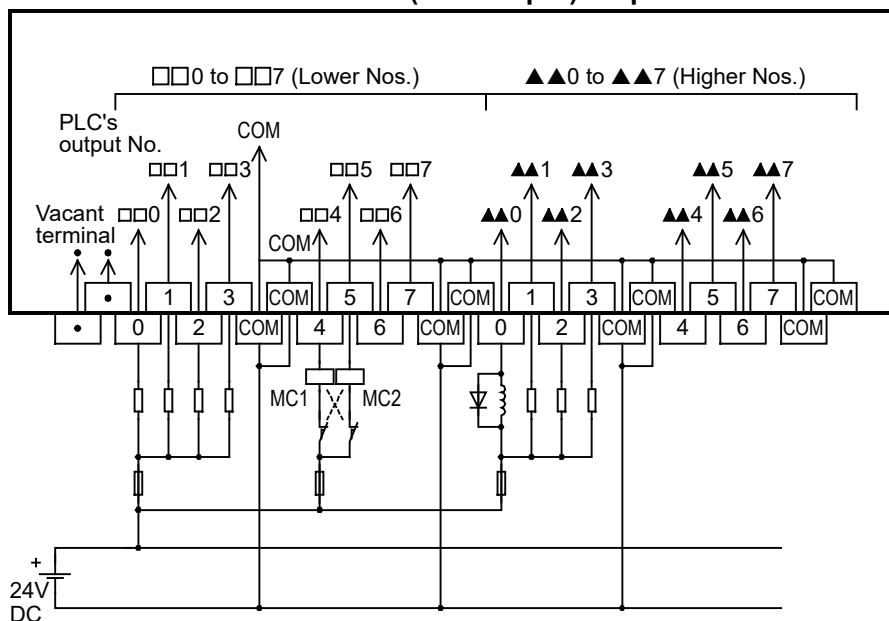 □□0 to □□7 (Lower Nos.) ▲▲0 to ▲▲7 (Higher Nos.)
PLC's
output No.
COM
□□1 □□3 □□5 □□7 ▲▲1 ▲▲3 ▲▲5 ▲▲7
Vacant
terminal
□□0 □□2 COM □□4 □□6 ▲▲0 ▲▲2 ▲▲4 ▲▲6
• •
• 1 3 COM 5 7 COM 1 3 COM 5 7 COM
• 0 2 COM 4 6 COM 0 2 COM 4 6 COM
MC1 MC2
+
24V
DC